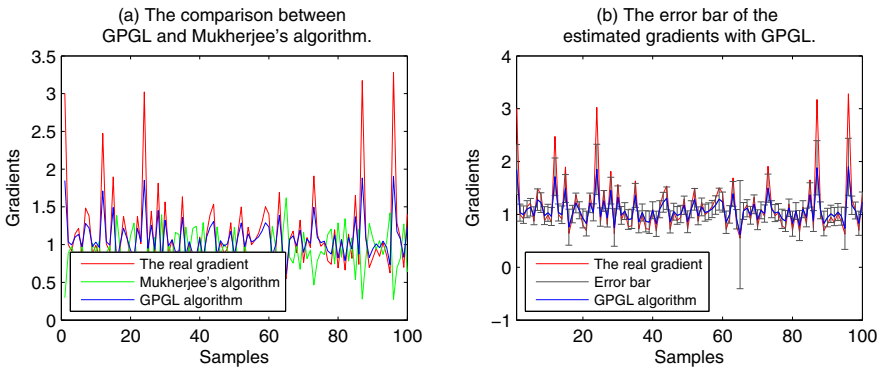 (a) The comparison between
GPGL and Mukherjee's algorithm.
3.5
3
2.5
2
1.5
1
0.5
0
Gradients
The real gradient
Mukherjee's algorithm
GPGL algorithm
0 20 40 60 80 100
Samples
(b) The error bar of the
estimated gradients with GPGL.
4
3
2
1
0
−1
Gradients
The real gradient
Error bar
GPGL algorithm
20 40 60 80 100
Samples